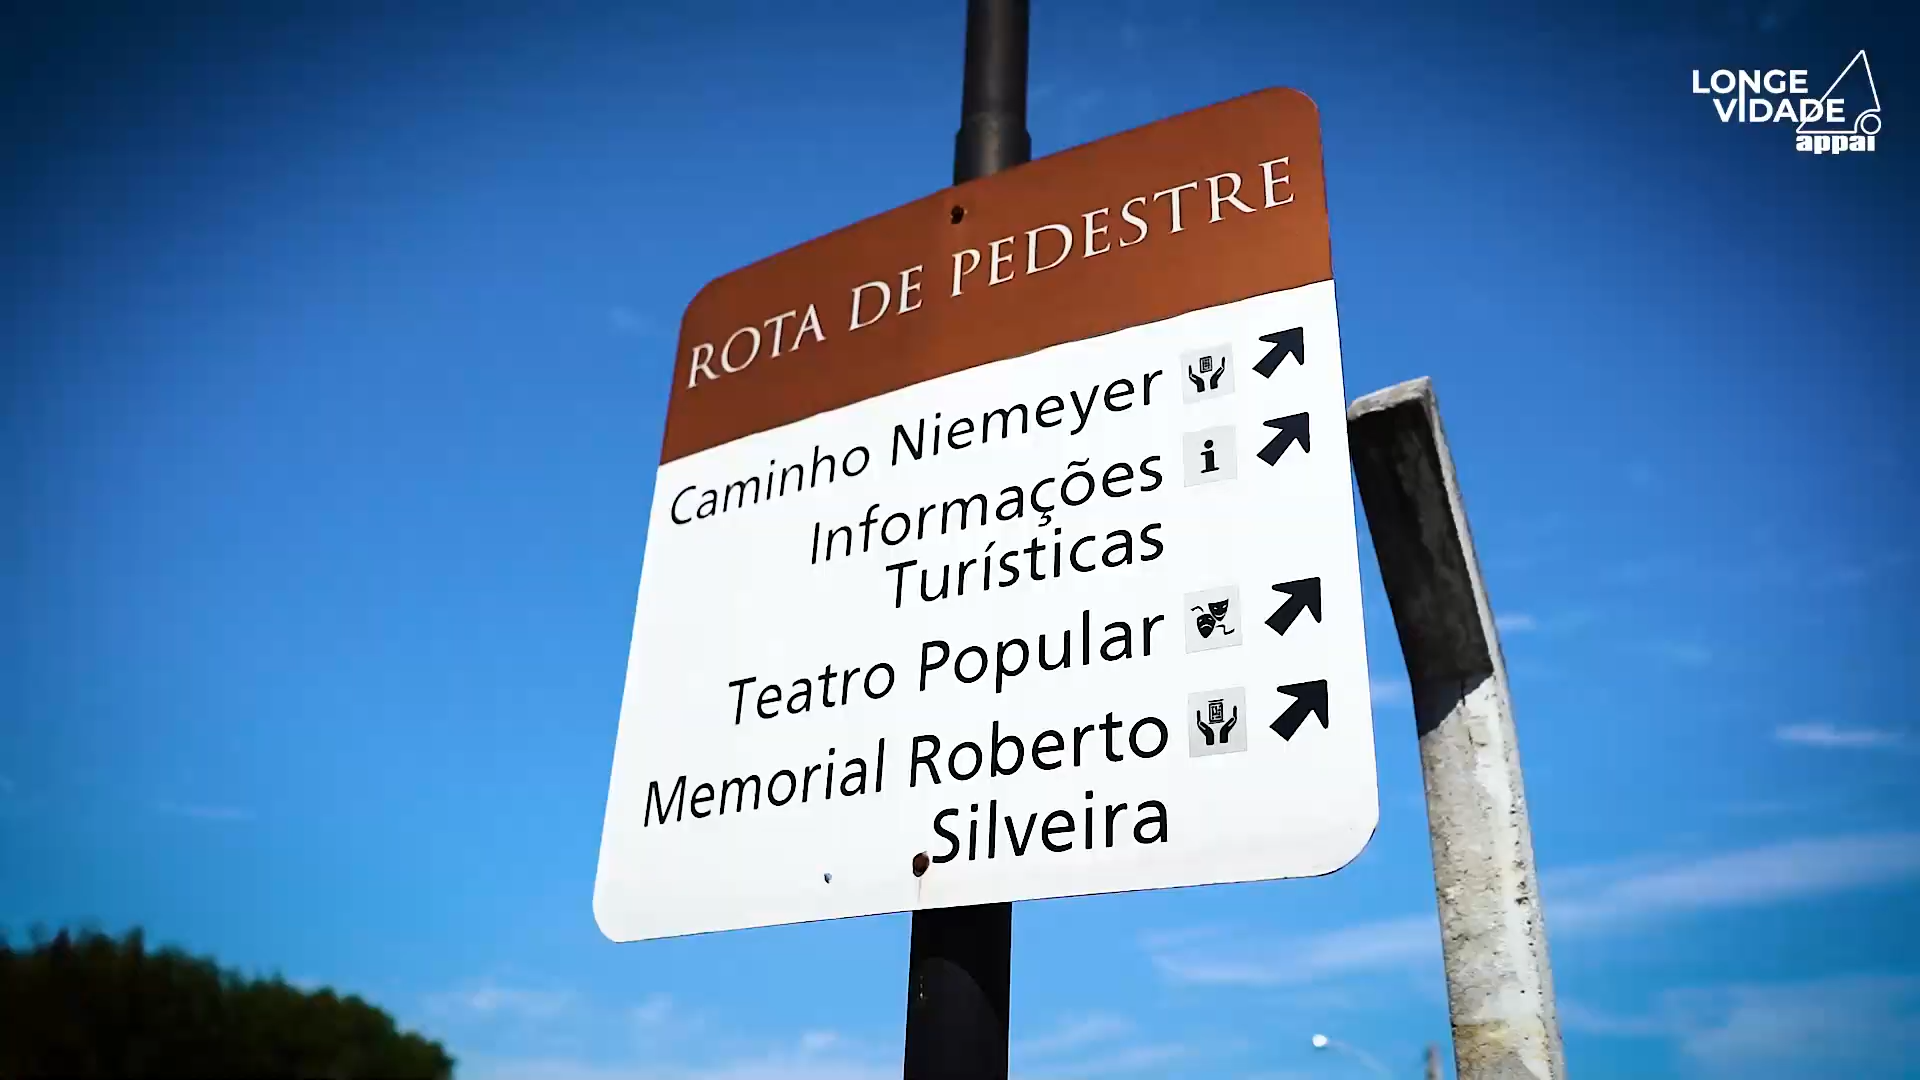 LONGE
VIDADE
appai
ROTA DE PEDESTRE
Caminho Niemeyer
i
Informações
Turísticas
Teatro Popular
Memorial Roberto
Silveira